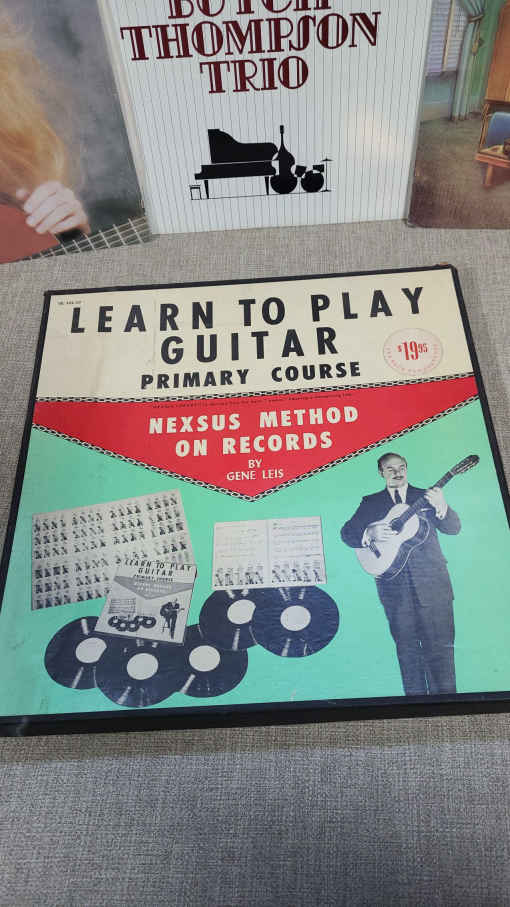 BUTCH
THOMPSON
TRIO
LEARN TO PLAY
GUITAR
PRIMARY COURSE
$19.95
NEXSUS METHOD
ON RECORDS
BY
GENE LEIS
LEARN TO PLAY
GUITAR
PRIMARY COURSE